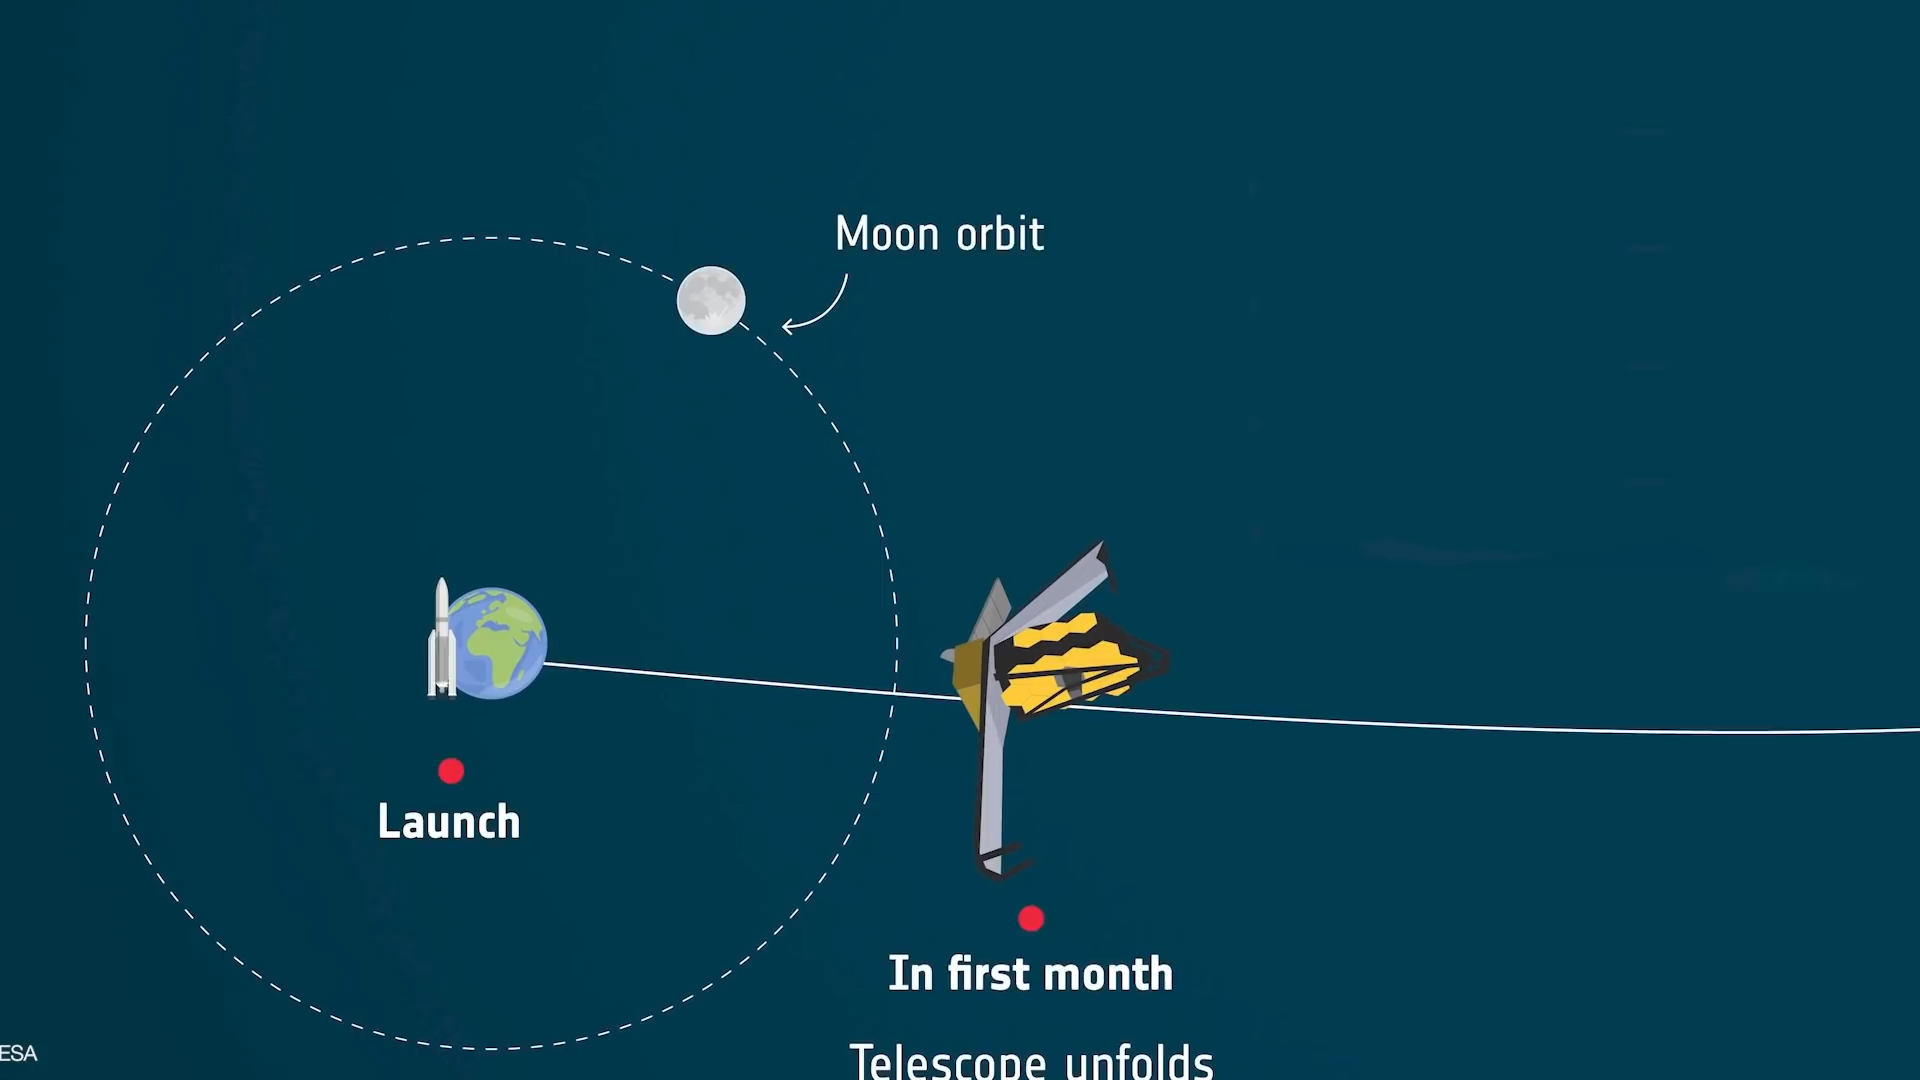 Moon orbit
Launch
In first month
Telescope unfolds
ESA